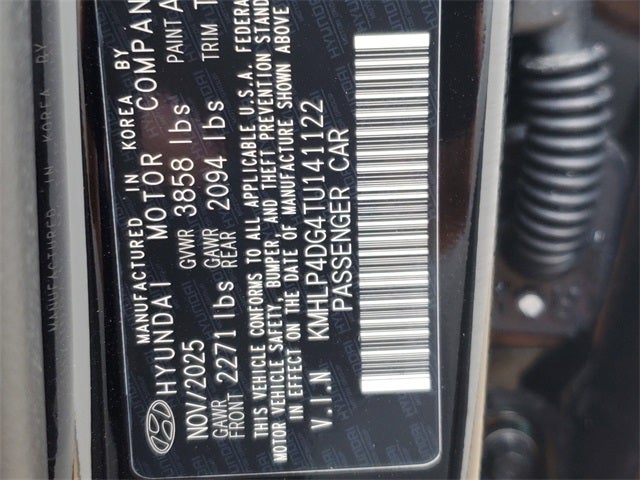 MANUFACTURED IN KOREA BY
HYUNDAI MOTOR COMPANY
NOV/2025 GVWR 3858 lbs PAINT A
GAWR FRONT 2271 lbs GAWR REAR 2094 lbs TRIM T
THIS VEHICLE CONFORMS TO ALL APPLICABLE U.S.A. FEDERA
MOTOR VEHICLE SAFETY, BUMPER, AND THEFT PREVENTION STAND
IN EFFECT ON THE DATE OF MANUFACTURE SHOWN ABOVE
V.I.N KMHLP4DG4TU141122
PASSENGER CAR